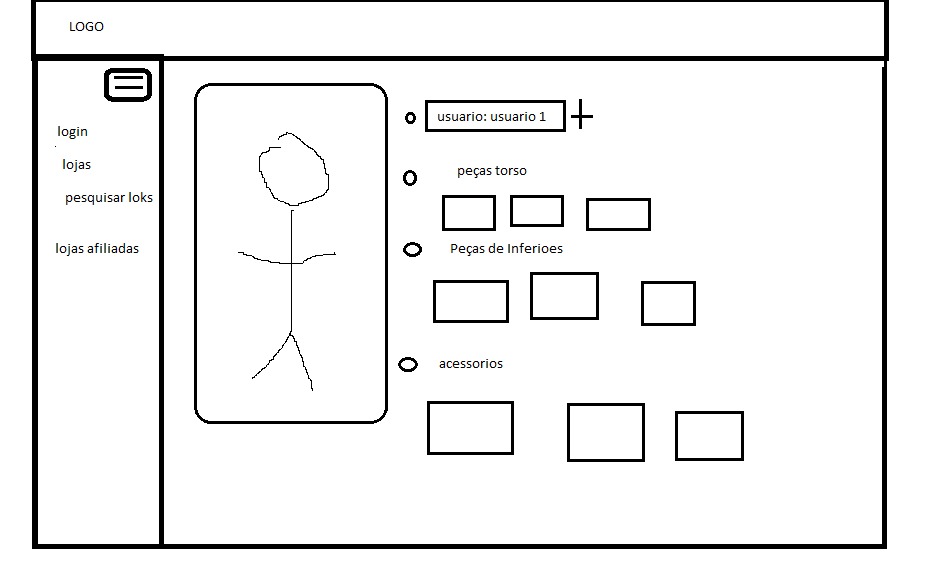 LOGO
login
lojas
pesquisar loks
lojas afiliadas
usuario: usuario 1
peças torso
Peças de Inferioes
acessorios